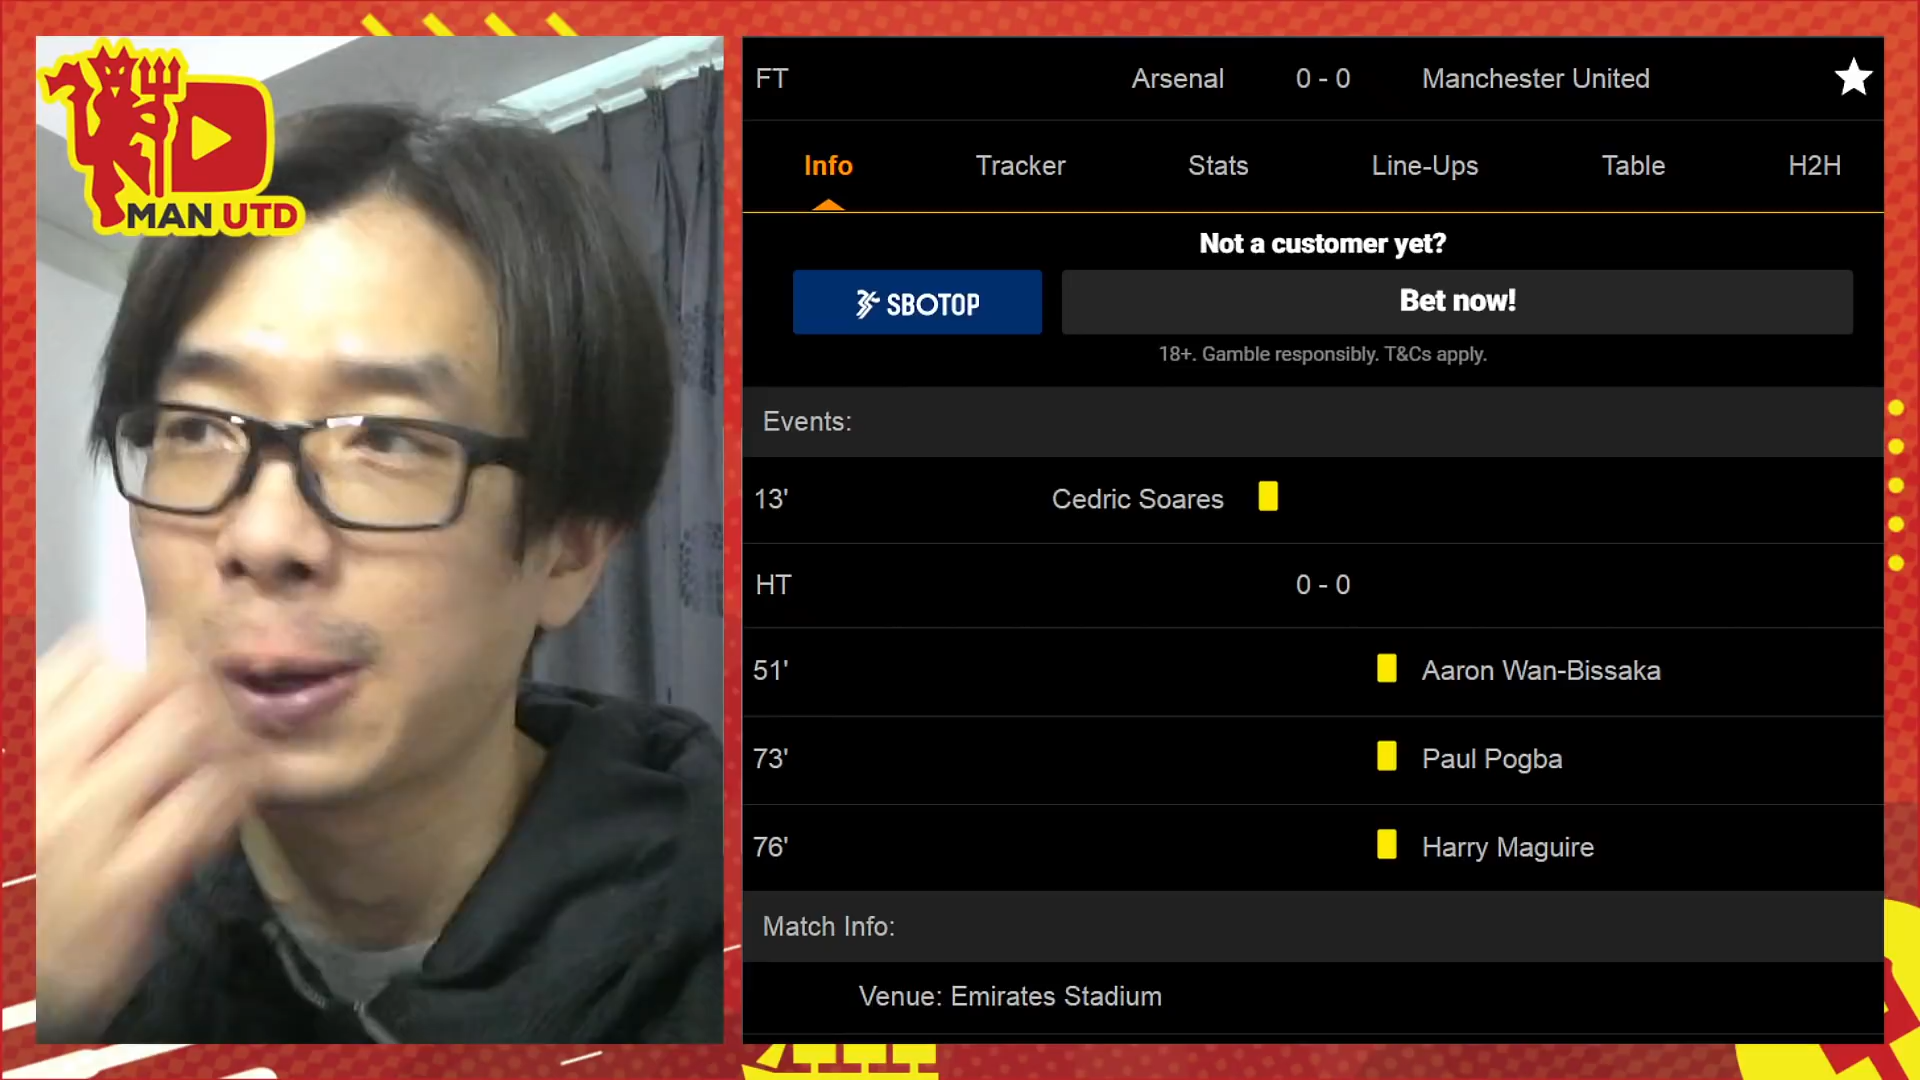 MAN UTD
FT Arsenal 0 - 0 Manchester United
Info Tracker Stats Line-Ups Table H2H
Not a customer yet?
SBOTOP Bet now!
18+. Gamble responsibly. T&Cs apply.
Events:
13' Cedric Soares
HT 0 - 0
51' Aaron Wan-Bissaka
73' Paul Pogba
76' Harry Maguire
Match Info:
Venue: Emirates Stadium